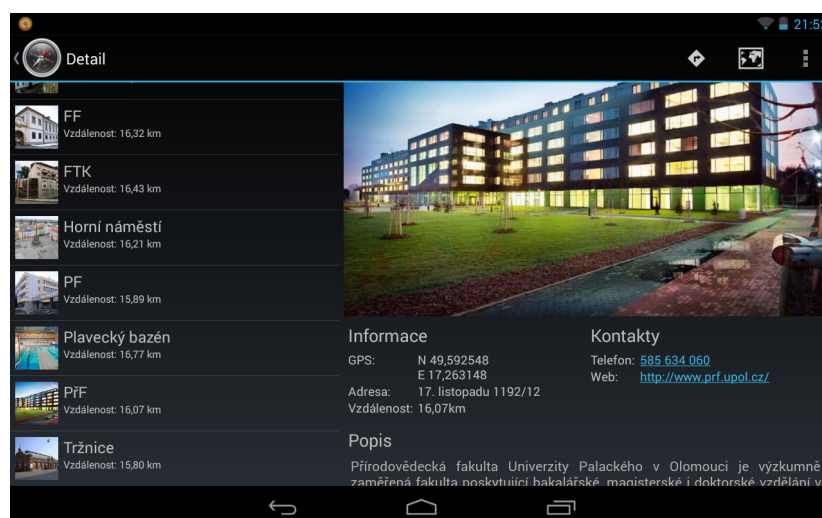 21:52
Detail
FF
Vzdálenost: 16,32 km
FTK
Vzdálenost: 16,43 km
Horní náměstí
Vzdálenost: 16,21 km
PF
Vzdálenost: 15,89 km
Plavecký bazén
Vzdálenost: 16,77 km
PřF
Vzdálenost: 16,07 km
Tržnice
Vzdálenost: 15,80 km
Informace
GPS: N 49,592548
E 17,263148
Adresa: 17. listopadu 1192/12
Vzdálenost: 16,07km
Kontakty
Telefon: 585 634 060
Web: http://www.prf.upol.cz/
Popis
Přírodovědecká fakulta Univerzity Palackého v Olomouci je výzkumně
zaměřená fakulta poskytující bakalářské, magisterské i doktorské vzdělání v